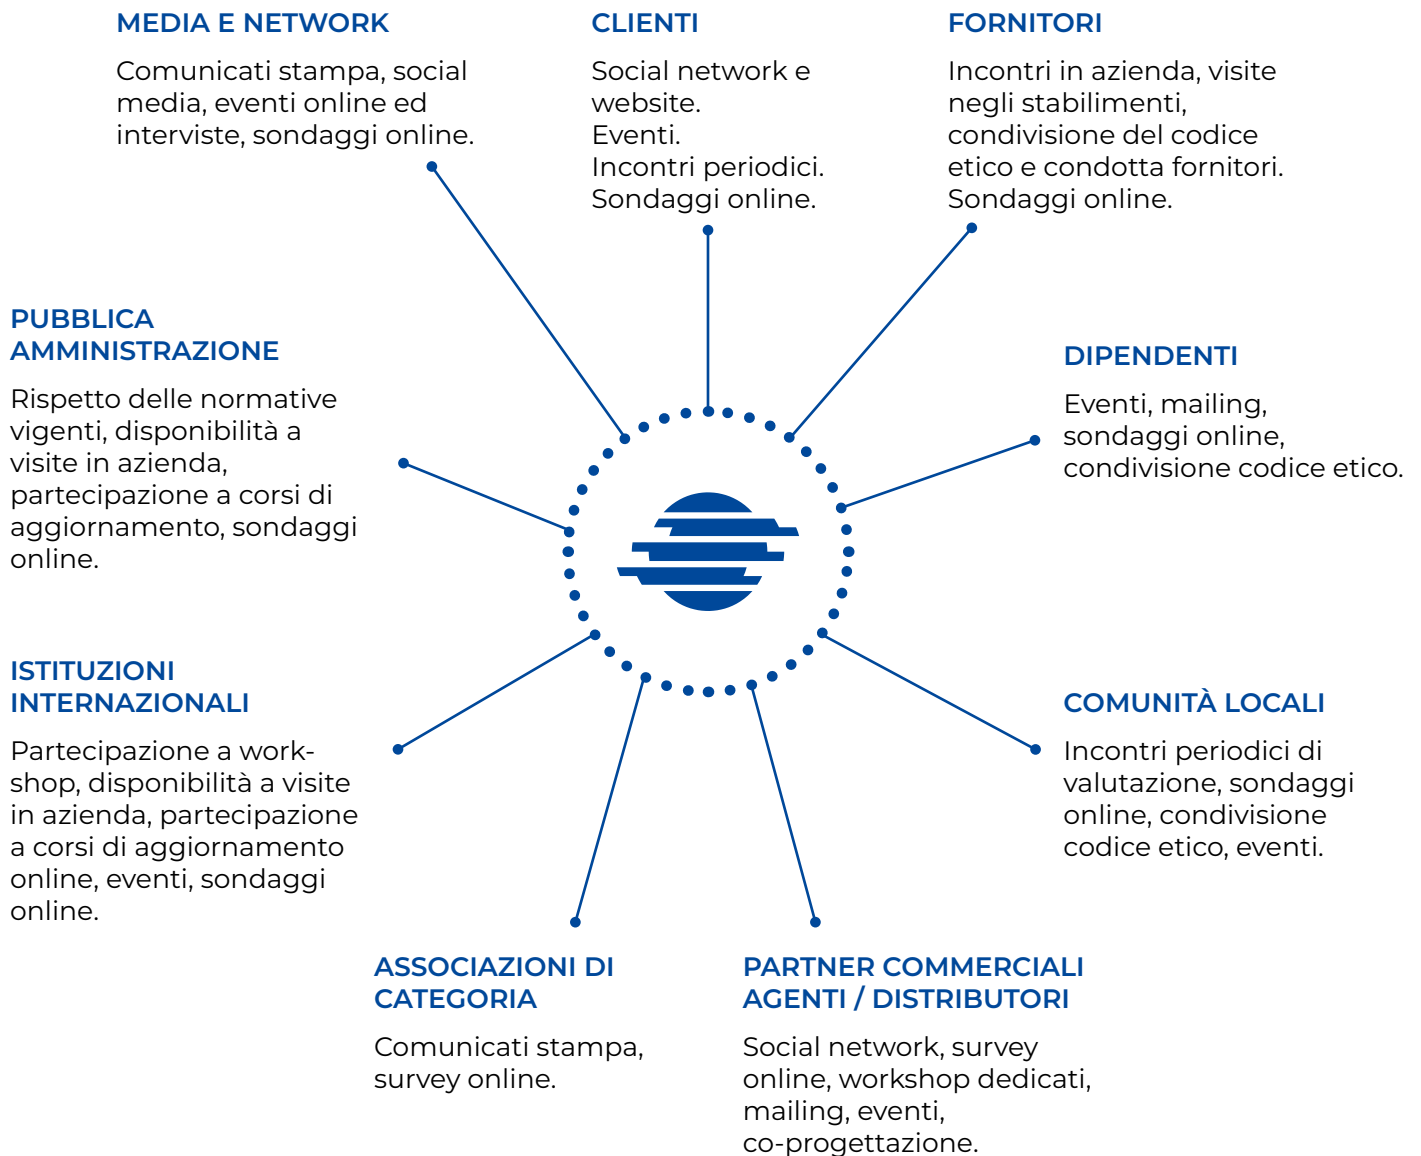 MEDIA E NETWORK
Comunicati stampa, social
media, eventi online ed
interviste, sondaggi online.
CLIENTI
Social network e
website.
Eventi.
Incontri periodici.
Sondaggi online.
FORNITORI
Incontri in azienda, visite
negli stabilimenti,
condivisione del codice
etico e condotta fornitori.
Sondaggi online.
PUBBLICA
AMMINISTRAZIONE
Rispetto delle normative
vigenti, disponibilità a
visite in azienda,
partecipazione a corsi di
aggiornamento, sondaggi
online.
DIPENDENTI
Eventi, mailing,
sondaggi online,
condivisione codice etico.
ISTITUZIONI
INTERNAZIONALI
Partecipazione a work-
shop, disponibilità a visite
in azienda, partecipazione
a corsi di aggiornamento
online, eventi, sondaggi
online.
COMUNITÀ LOCALI
Incontri periodici di
valutazione, sondaggi
online, condivisione
codice etico, eventi.
ASSOCIAZIONI DI
CATEGORIA
Comunicati stampa,
survey online.
PARTNER COMMERCIALI
AGENTI / DISTRIBUTORI
Social network, survey
online, workshop dedicati,
mailing, eventi,
co-progettazione.